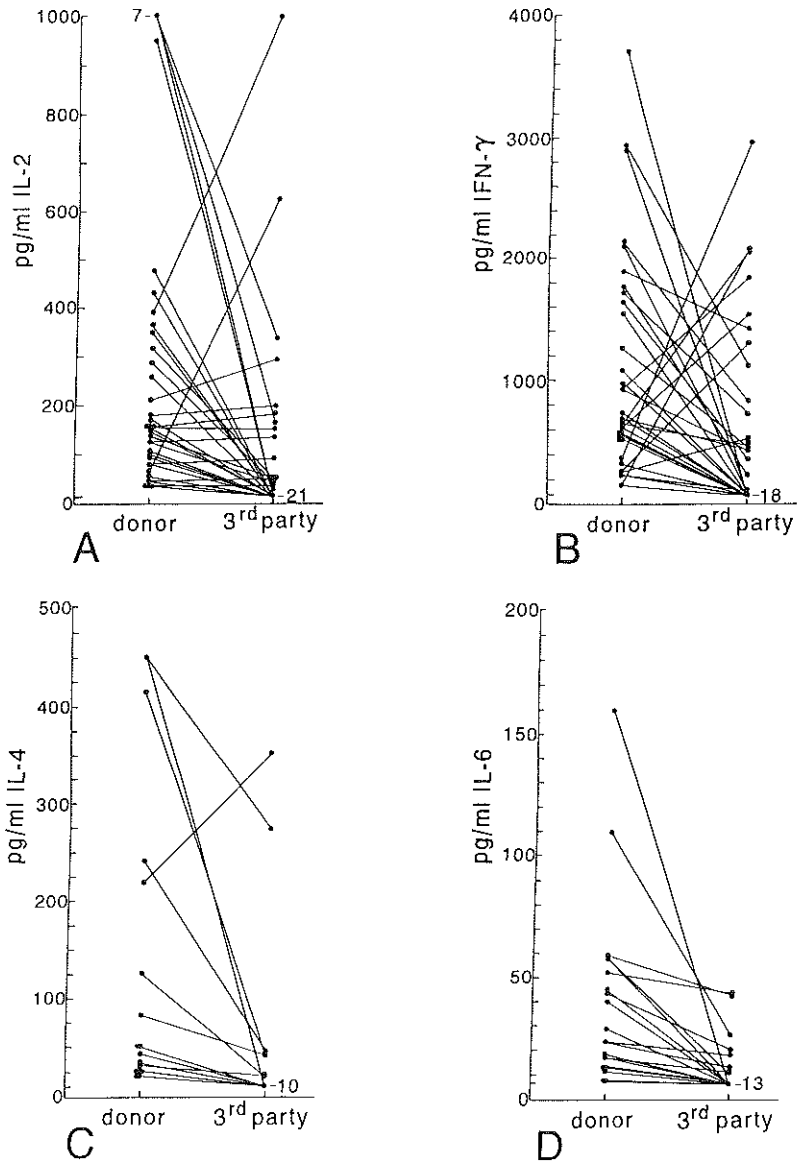 1000
800
600
400
200
0
pg/ml IL-2
7-
-21
donor
3rd party
A
4000
3000
2000
1000
0
pg/ml IFN-γ
-18
donor
3rd party
B
500
400
300
200
100
0
pg/ml IL-4
-10
donor
3rd party
C
200
150
100
50
0
pg/ml IL-6
-13
donor
3rd party
D